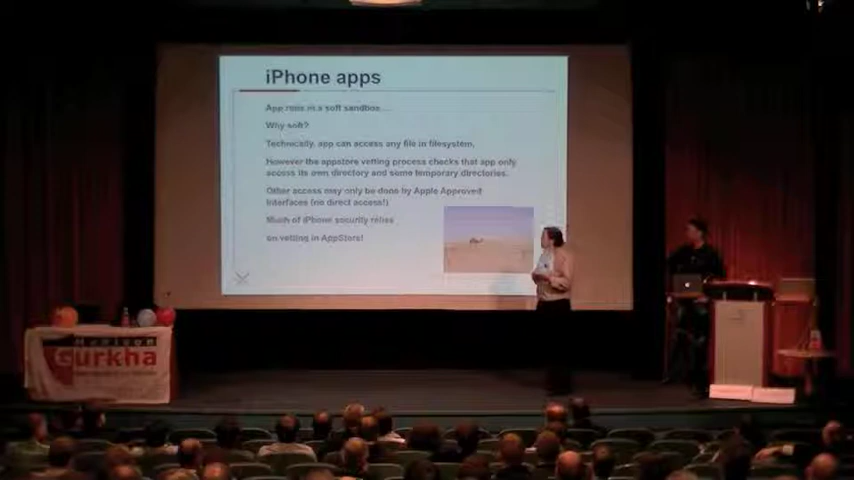 iPhone apps
App runs in a soft sandbox...
Why soft?
Technically, app can access any file in filesystem,
However the appstore vetting process checks that app only
access its own directory and some temporary directories.
Other access may only be done by Apple Approved
Interfaces (no direct access!)
Much of iPhone security relies
on vetting in AppStore!
Gurkha